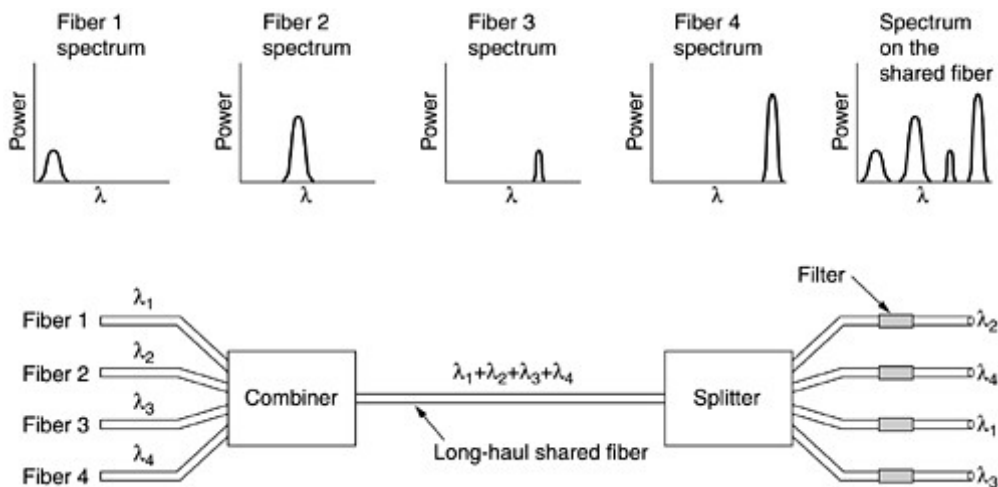 Fiber 1
spectrum
Fiber 2
spectrum
Fiber 3
spectrum
Fiber 4
spectrum
Spectrum
on the
shared fiber
Power
λ
Power
λ
Power
λ
Power
λ
Power
λ
Filter
Fiber 1
λ1
Fiber 2
λ2
Fiber 3
λ3
Fiber 4
λ4
Combiner
λ1+λ2+λ3+λ4
Long-haul shared fiber
Splitter
λ2
λ4
λ1
λ3